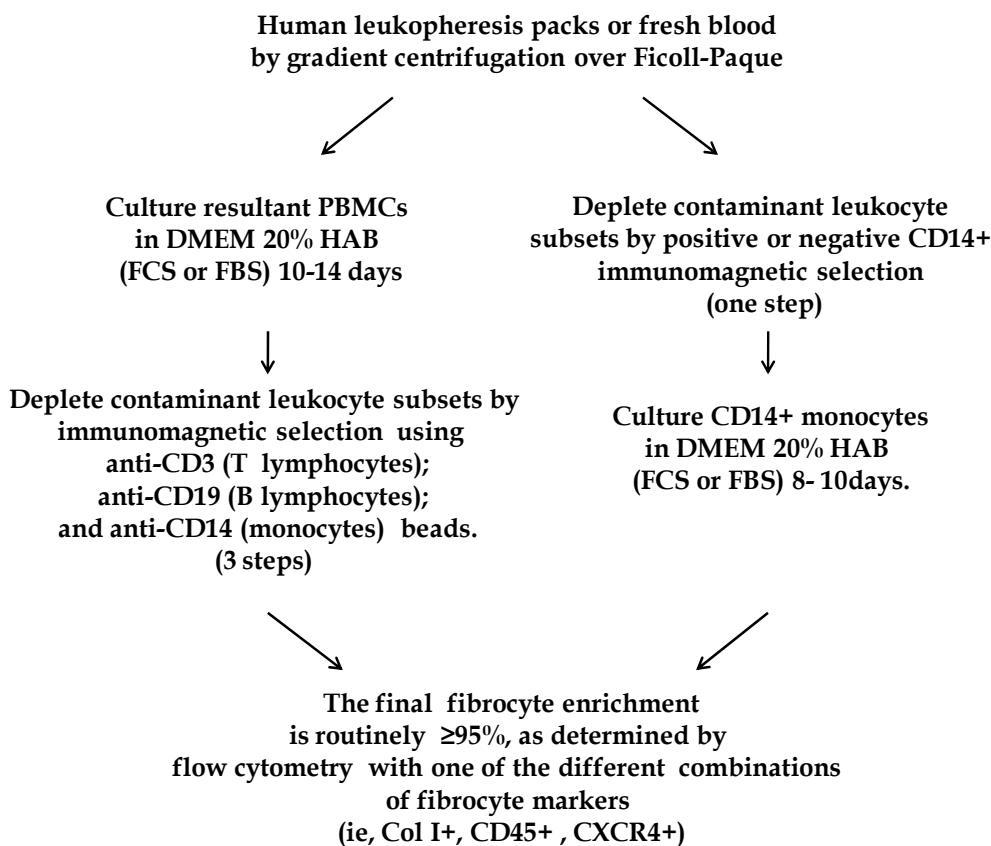 Human leukopheresis packs or fresh blood
by gradient centrifugation over Ficoll-Paque
Culture resultant PBMCs
in DMEM 20% HAB
(FCS or FBS) 10-14 days
Deplete contaminant leukocyte
subsets by positive or negative CD14+
immunomagnetic selection
(one step)
Deplete contaminant leukocyte subsets by
immunomagnetic selection using
anti-CD3 (T lymphocytes);
anti-CD19 (B lymphocytes);
and anti-CD14 (monocytes) beads.
(3 steps)
Culture CD14+ monocytes
in DMEM 20% HAB
(FCS or FBS) 8- 10days.
The final fibrocyte enrichment
is routinely ≥95%, as determined by
flow cytometry with one of the different combinations
of fibrocyte markers
(ie, Col I+, CD45+ , CXCR4+)